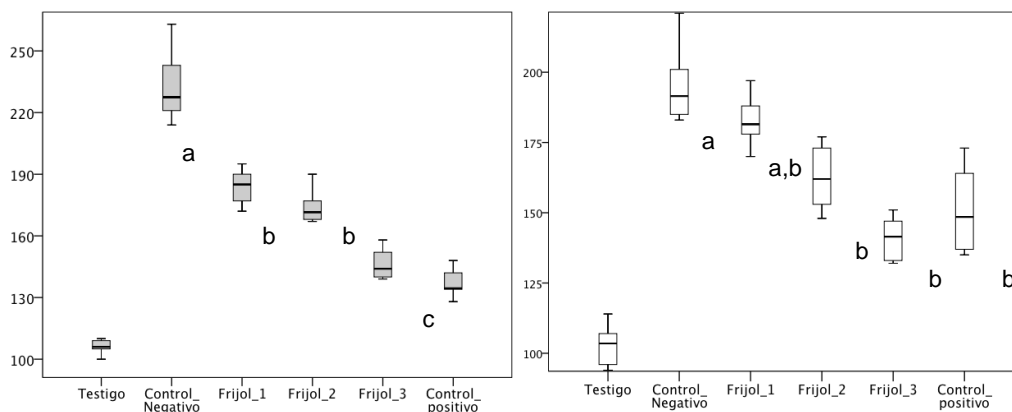 250
220
190
160
130
100
a
b
b
c
Testigo
Control_
Negativo
Frijol_1
Frijol_2
Frijol_3
Control_
positivo
200
175
150
125
100
a
a,b
b
b
b
Testigo
Control_
Negativo
Frijol_1
Frijol_2
Frijol_3
Control_
positivo